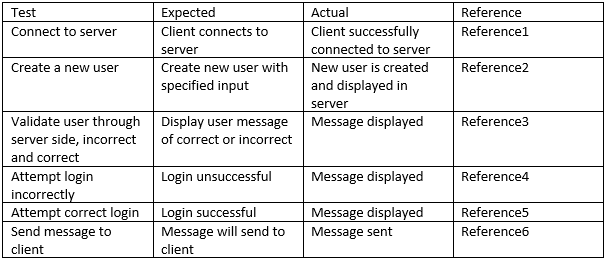 Test Expected Actual Reference
Connect to server Client connects to Client successfully Reference1
server connected to server
Create a new user Create new user with New user is created Reference2
specified input and displayed in
server
Validate user through Display user message Message displayed Reference3
server side, incorrect of correct or incorrect
and correct
Attempt login Login unsuccessful Message displayed Reference4
incorrectly
Attempt correct login Login successful Message displayed Reference5
Send message to Message will send to Message sent Reference6
client client